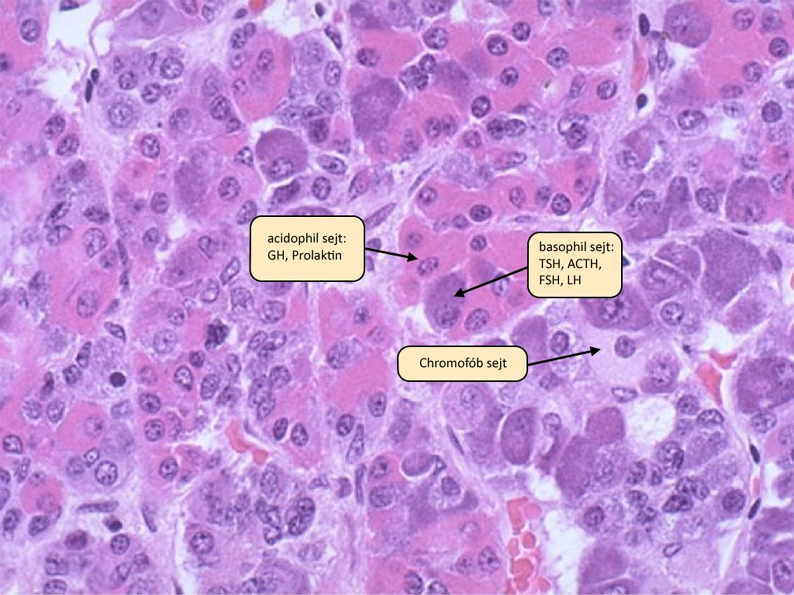 acidophil sejt:
GH, Prolaktin
basophil sejt:
TSH, ACTH,
FSH, LH
Chromofób sejt